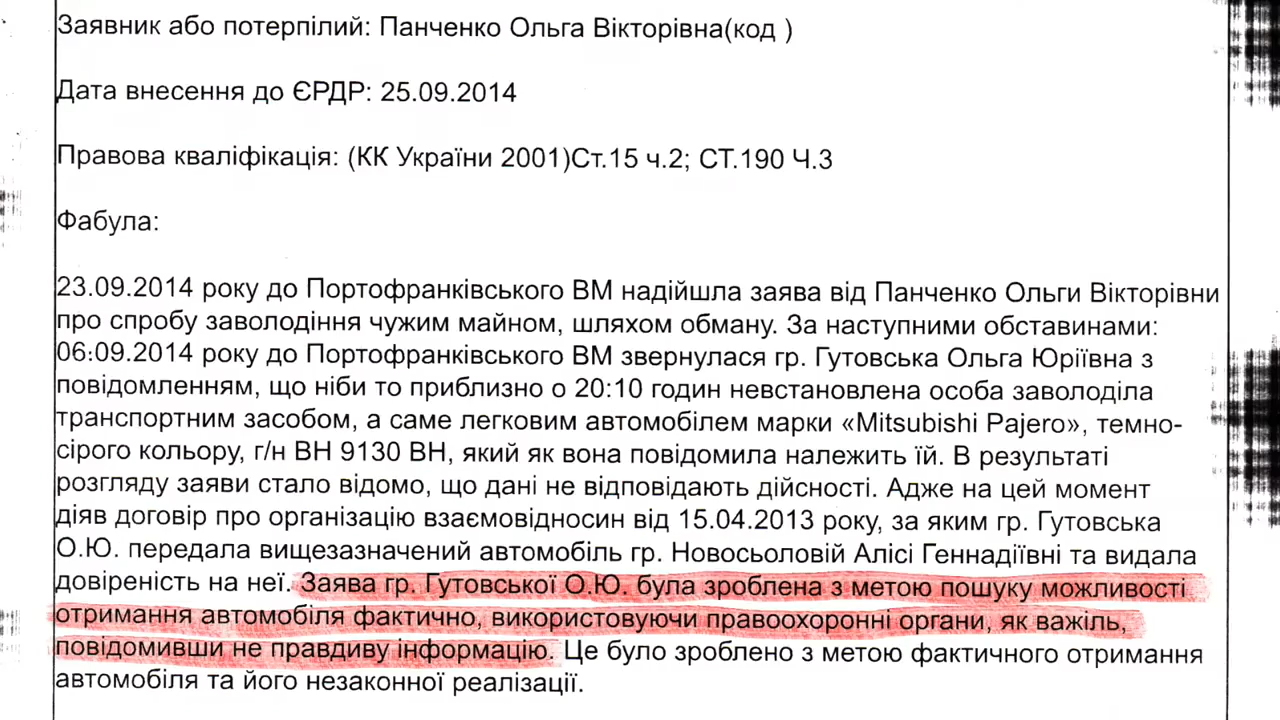 Заявник або потерпілий: Панченко Ольга Вікторівна(код )
Дата внесення до ЄРДР: 25.09.2014
Правова кваліфікація: (КК України 2001)Ст.15 ч.2; СТ.190 Ч.3
Фабула:
23.09.2014 року до Портофранківського ВМ надійшла заява від Панченко Ольги Вікторівни
про спробу заволодіння чужим майном, шляхом обману. За наступними обставинами:
06.09.2014 року до Портофранківського ВМ звернулася гр. Гутовська Ольга Юріївна з
повідомленням, що ніби то приблизно о 20:10 годин невстановлена особа заволоділа
транспортним засобом, а саме легковим автомобілем марки «Mitsubishi Pajero», темно-
сірого кольору, г/н ВН 9130 ВН, який як вона повідомила належить їй. В результаті
розгляду заяви стало відомо, що дані не відповідають дійсності. Адже на цей момент
діяв договір про організацію взаємовідносин від 15.04.2013 року, за яким гр. Гутовська
О.Ю. передала вищезазначений автомобіль гр. Новосьоловій Алісі Геннадіївні та видала
довіреність на неї. Заява гр. Гутовської О.Ю. була зроблена з метою пошуку можливості
отримання автомобіля фактично, використовуючи правоохоронні органи, як важіль,
повідомивши не правдиву інформацію. Це було зроблено з метою фактичного отримання
автомобіля та його незаконної реалізації.